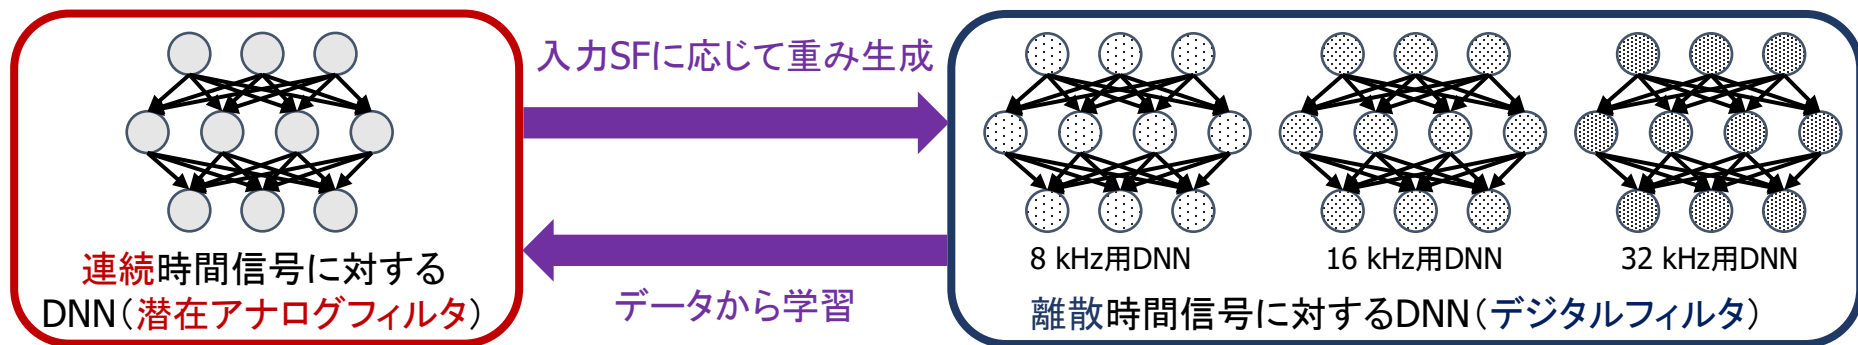 入力SFに応じて重み生成
データから学習
連続時間信号に対する
DNN（潜在アナログフィルタ）
8 kHz用DNN
16 kHz用DNN
32 kHz用DNN
離散時間信号に対するDNN（デジタルフィルタ）